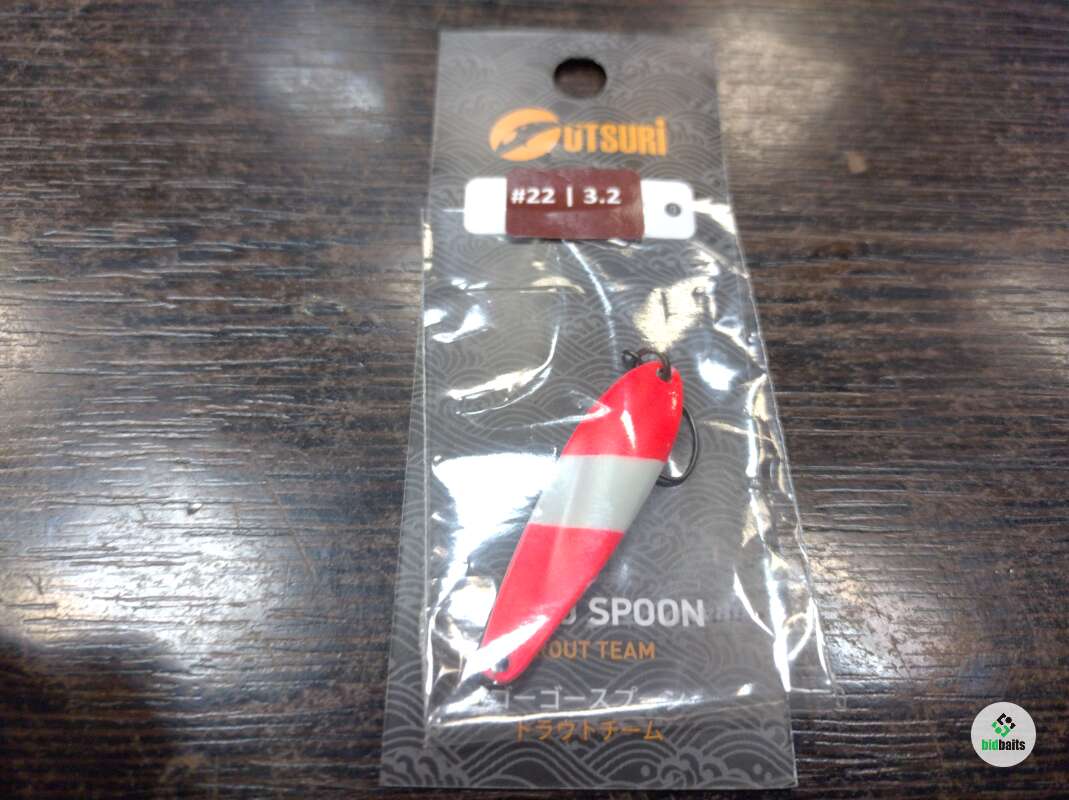 UTSURi
#22 | 3.2
SPOON
TEAM
ゴーゴースプーン
トラウトチーム
bidbaits